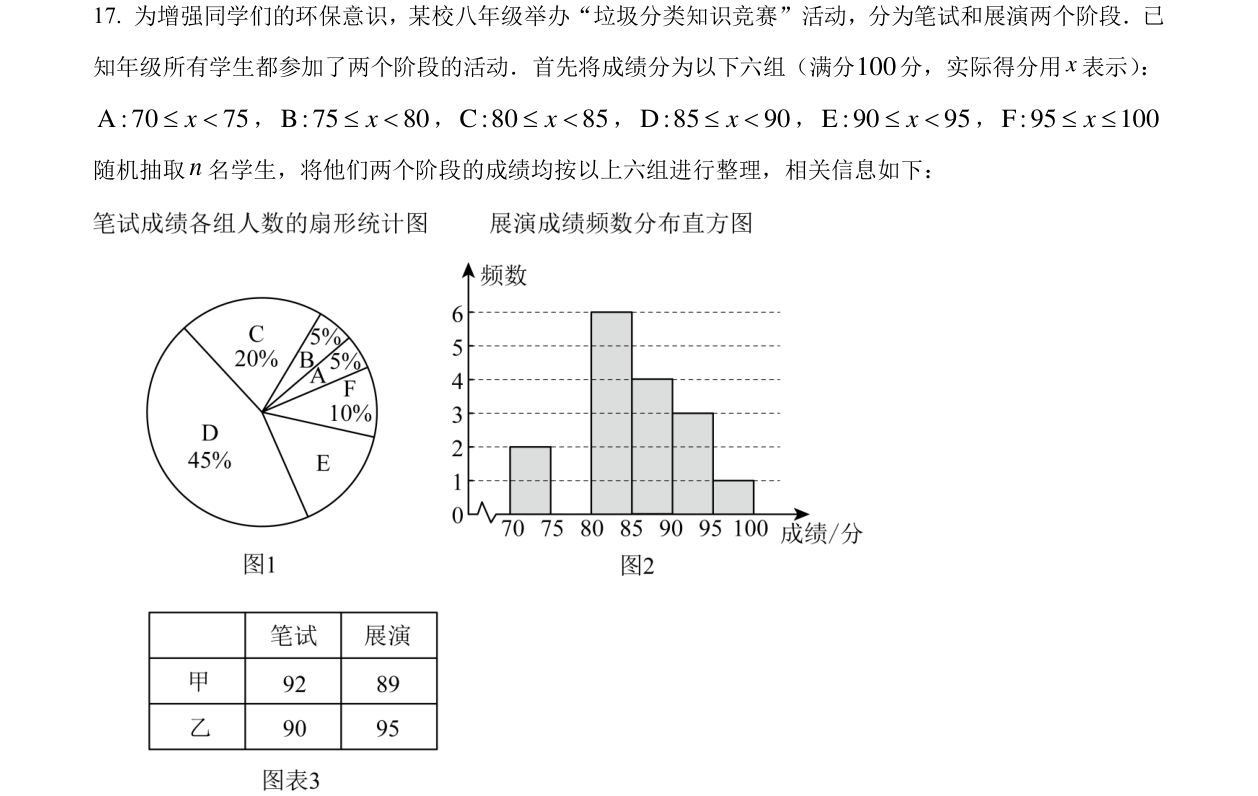 17. 为增强同学们的环保意识，某校八年级举办“垃圾分类知识竞赛”活动，分为笔试和展演两个阶段．已
知年级所有学生都参加了两个阶段的活动．首先将成绩分为以下六组（满分100分，实际得分用 x 表示）：
A:70≤x<75，B:75≤x<80，C:80≤x<85，D:85≤x<90，E:90≤x<95，F:95≤x≤100
随机抽取 n 名学生，将他们两个阶段的成绩均按以上六组进行整理，相关信息如下：
笔试成绩各组人数的扇形统计图 展演成绩频数分布直方图
C
20%
5%
B
5%
A
F
10%
D
45%
E
图1
频数
6
5
4
3
2
1
0
70 75 80 85 90 95 100 成绩/分
图2
笔试 展演
甲 92 89
乙 90 95
图表3